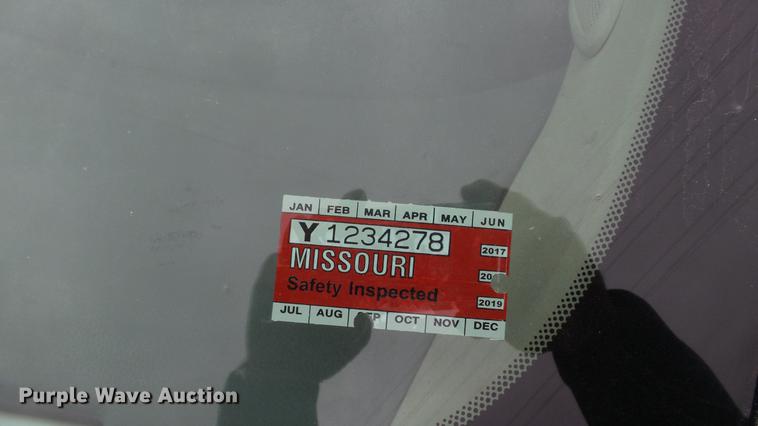 JAN FEB MAR APR MAY JUN
Y 1234278
2017
MISSOURI
Safety Inspected
2019
JUL AUG OCT NOV DEC
Purple Wave Auction